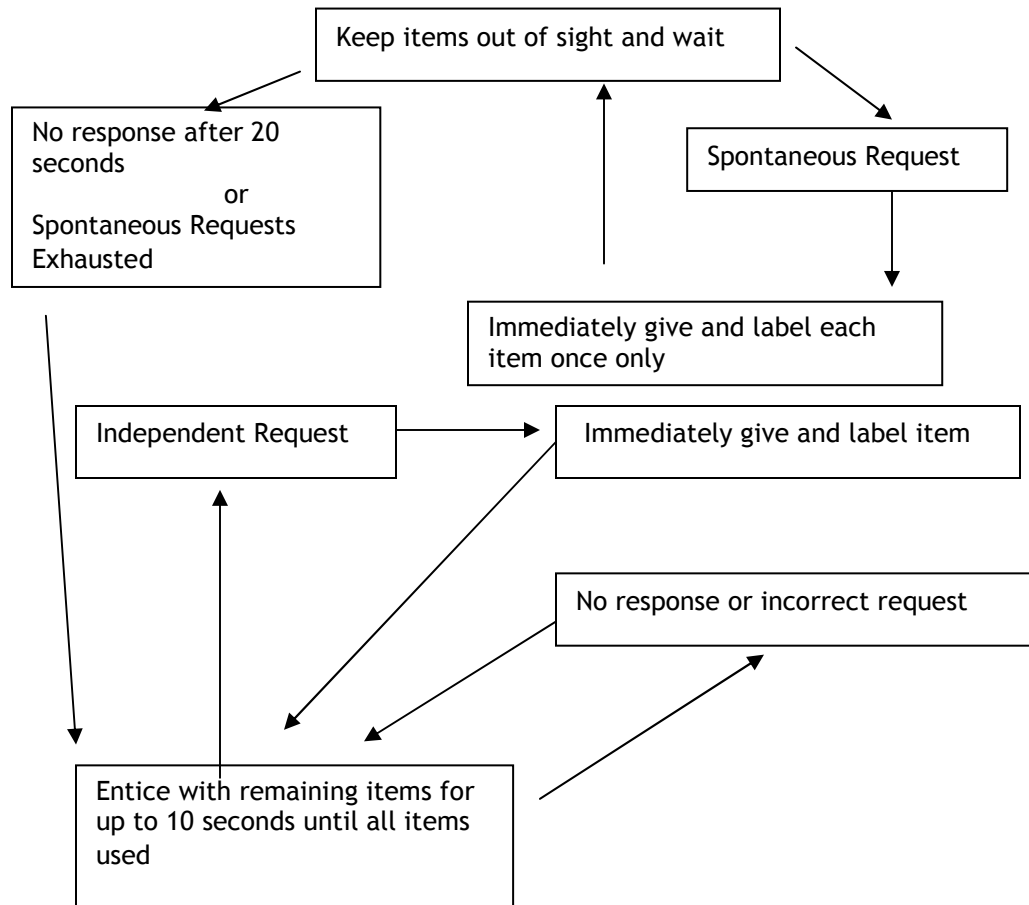 Keep items out of sight and wait
No response after 20
seconds
or
Spontaneous Requests
Exhausted
Spontaneous Request
Immediately give and label each
item once only
Independent Request
Immediately give and label item
No response or incorrect request
Entice with remaining items for
up to 10 seconds until all items
used